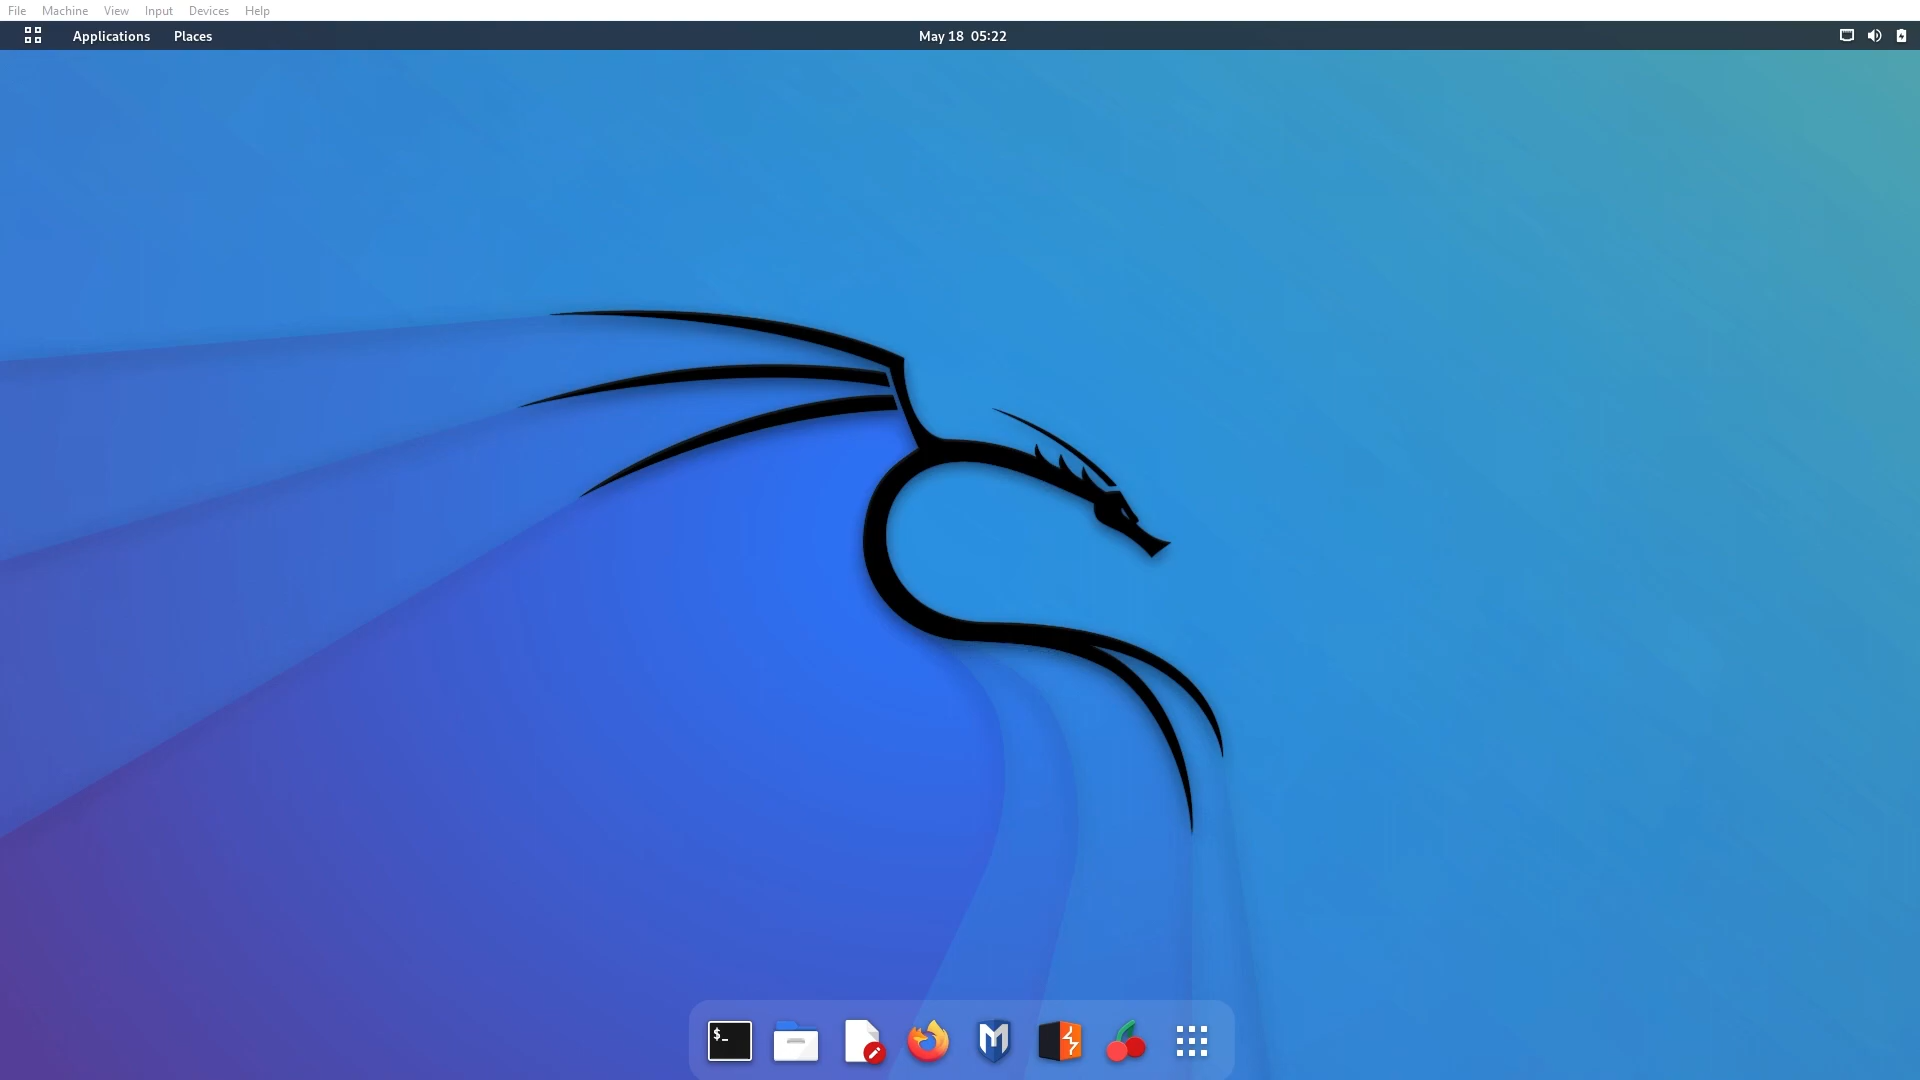 File Machine View Input Devices Help
Applications Places May 18 05:22
$_
M